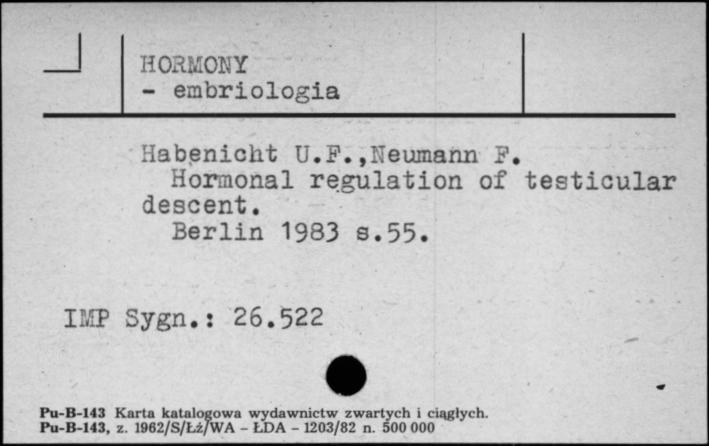 HORMONY
- embriologia
Habenicht U.F.,Neumann F.
Hormonal regulation of testicular
descent.
Berlin 1983 s.55.
IMP Sygn.: 26.522
Pu-B-143 Karta katalogowa wydawnictw zwartych i ciągłych.
Pu-B-143, z. 1962/S/Łź/WA - ŁDA - 1203/82 n. 500 000